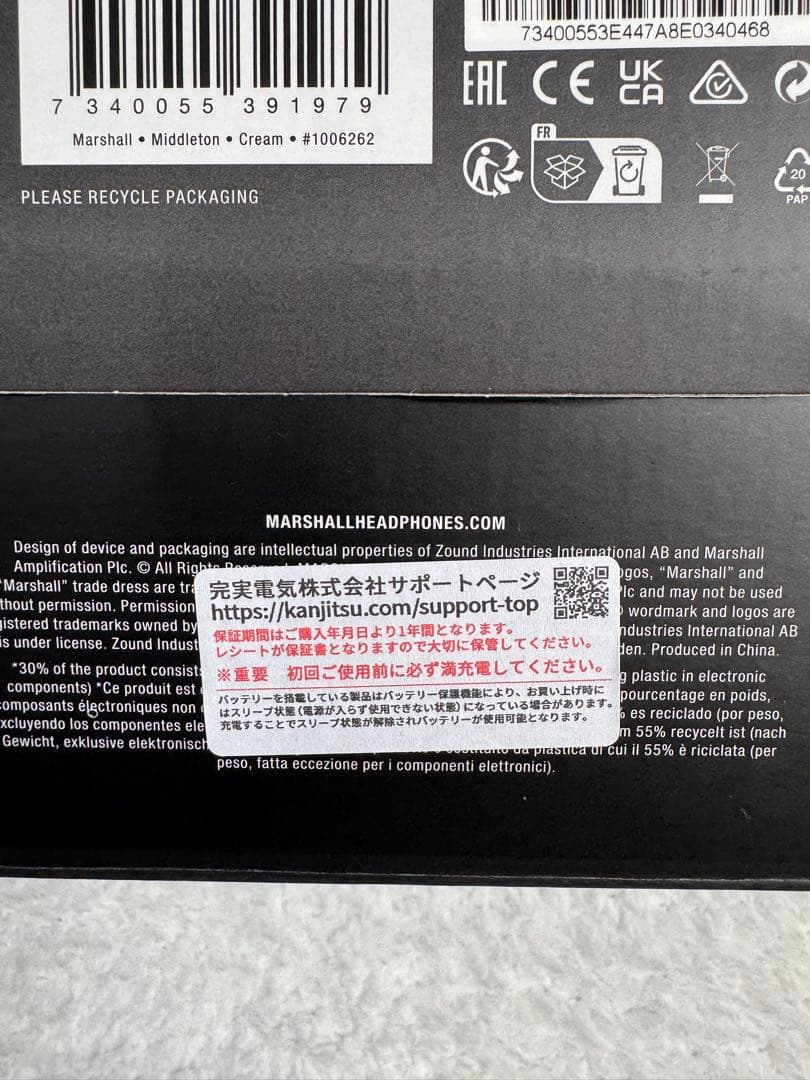 7 340055 391979
Marshall • Middleton • Cream • #1006262
PLEASE RECYCLE PACKAGING
73400553E447A8E0340468
EAC CE UK CA
FR
20
PAP
MARSHALLHEADPHONES.COM
Design of device and packaging are intellectual properties of Zound Industries International AB and Marshall
Amplification Plc. © All Rights "Marshall" and
"Marshall" trade dress are and may not be used
without permission. Permission wordmark and logos are
registered trademarks owned by Industries International AB
is under license. Zound Produced in China.
*30% of the product plastic in electronic
components) *Ce produit est pourcentage en poids,
composants électroniques non es reciclado (por peso,
excluyendo los componentes 55% recycelt ist (nach
Gewicht, exklusive di cui il 55% è riciclata (per
peso, fatta eccezione per i componenti elettronici).
完実電気株式会社サポートページ
https://kanjitsu.com/support-top
保証期間はご購入年月日より1年間となります。
レシートが保証書となりますので大切に保管してください。
※重要 初回ご使用前に必ず満充電してください。
バッテリーを搭載している製品はバッテリー保護機能により、お買い上げ時に
はスリープ状態(電源が入らず使用できない状態)になっている場合があります。
充電することでスリープ状態が解除されバッテリーが使用可能となります。